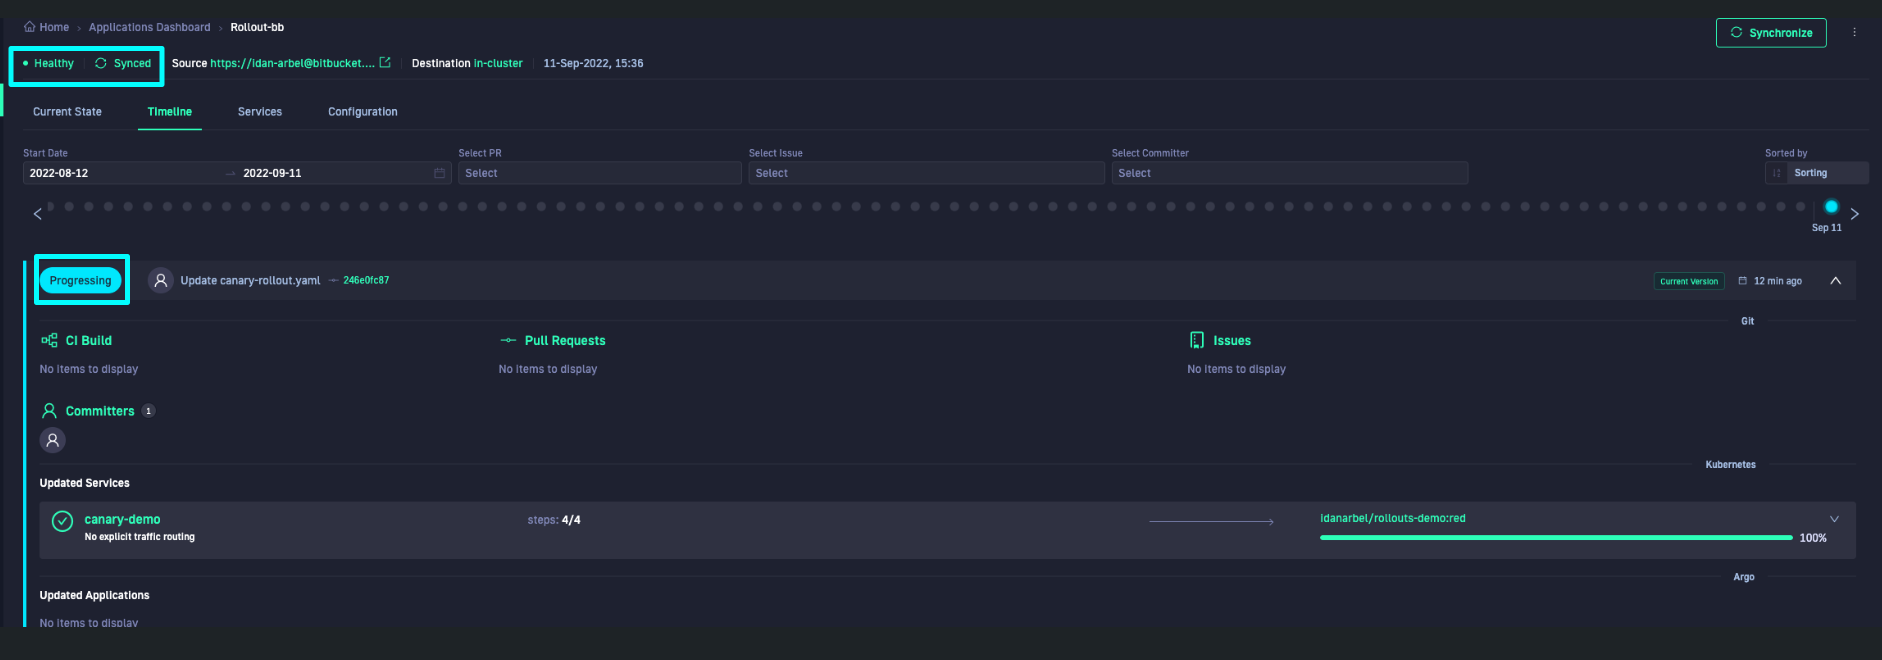 Home > Applications Dashboard > Rollout-bb
Synchronize
Healthy Synced Source https://idan-arbel@bitbucket.... Destination in-cluster 11-Sep-2022, 15:36
Current State Timeline Services Configuration
Start Date Select PR Select Issue Select Committer Sorted by
2022-08-12 → 2022-09-11 Select Select Select Sorting
Sep 11
Progressing Update canary-rollout.yaml 246e0fc87 Current Version 12 min ago
Git
CI Build Pull Requests Issues
No items to display No items to display No items to display
Committers 1
Kubernetes
Updated Services
canary-demo steps: 4/4 idanarbel/rollouts-demo:red
No explicit traffic routing 100%
Argo
Updated Applications
No items to display